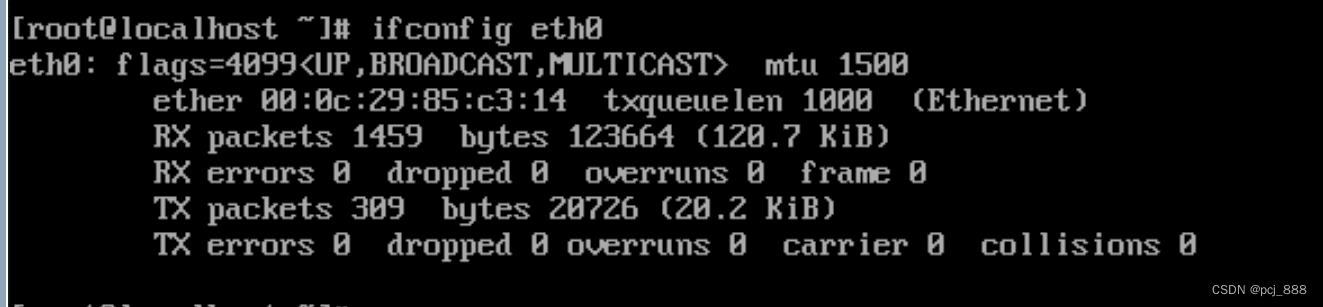 [root@localhost ~]# ifconfig eth0
eth0: flags=4099<UP,BROADCAST,MULTICAST>  mtu 1500
        ether 00:0c:29:85:c3:14  txqueuelen 1000  (Ethernet)
        RX packets 1459  bytes 123664 (120.7 KiB)
        RX errors 0  dropped 0  overruns 0  frame 0
        TX packets 309  bytes 20726 (20.2 KiB)
        TX errors 0  dropped 0 overruns 0  carrier 0  collisions 0
CSDN @pcj_888